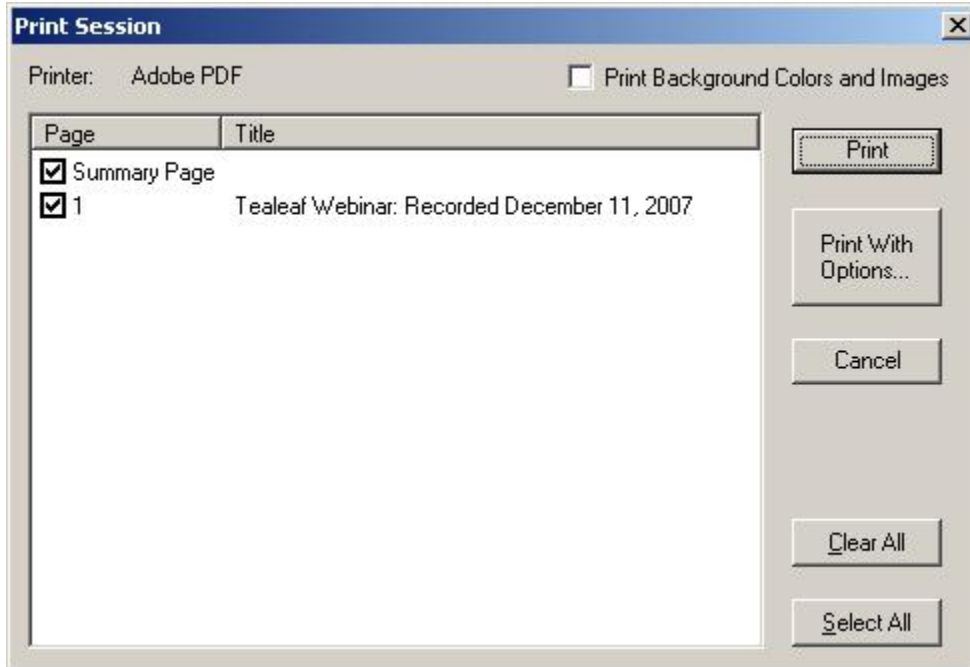 Print Session
Printer: Adobe PDF
Print Background Colors and Images
Page Title
Summary Page
1 Tealeaf Webinar: Recorded December 11, 2007
Print
Print With
Options...
Cancel
Clear All
Select All